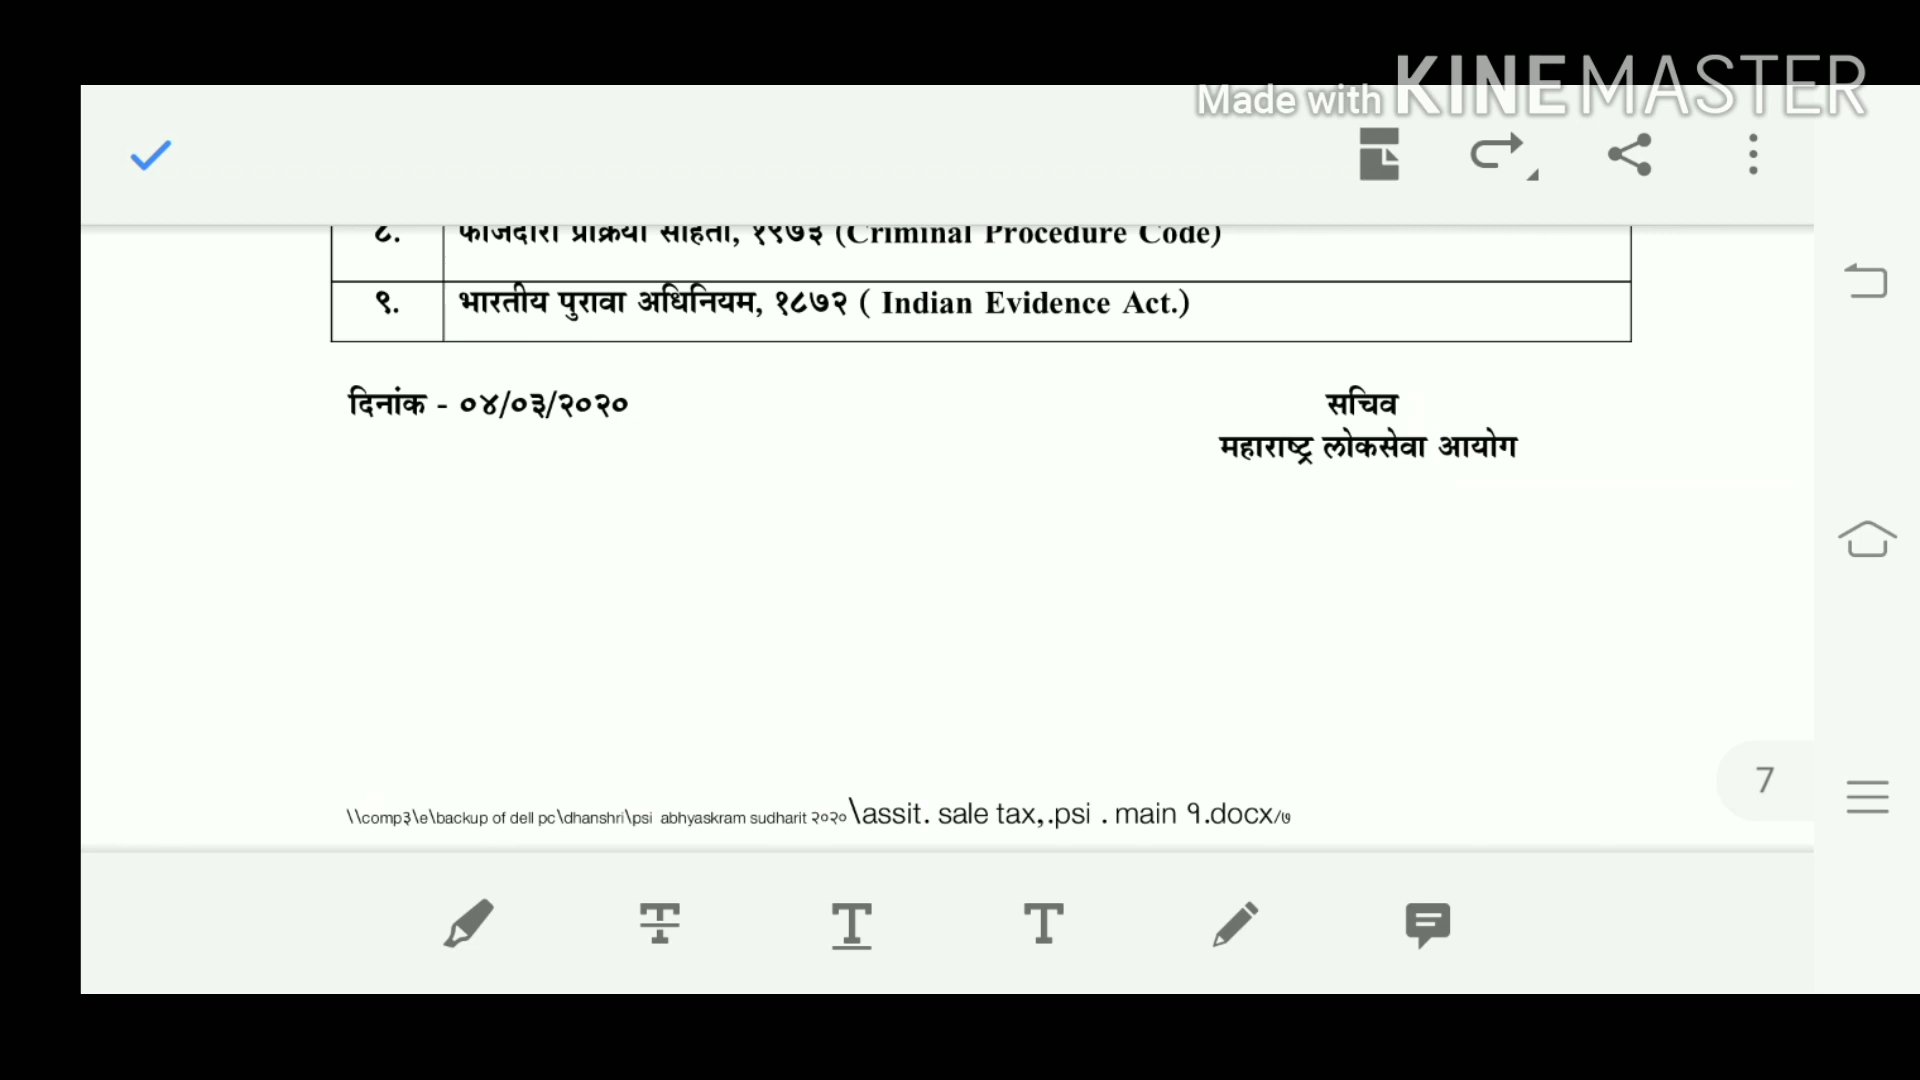 Made with KINEMASTER
८. फौजदारी प्रक्रिया संहिता, १९७३ (Criminal Procedure Code)
९. भारतीय पुरावा अधिनियम, १८७२ ( Indian Evidence Act.)
दिनांक - ०४/०३/२०२० सचिव
महाराष्ट्र लोकसेवा आयोग
7
\\comp३\e\backup of dell pc\dhanshri\psi abhyaskram sudharit २०२०\assit. sale tax,.psi . main १.docx/७